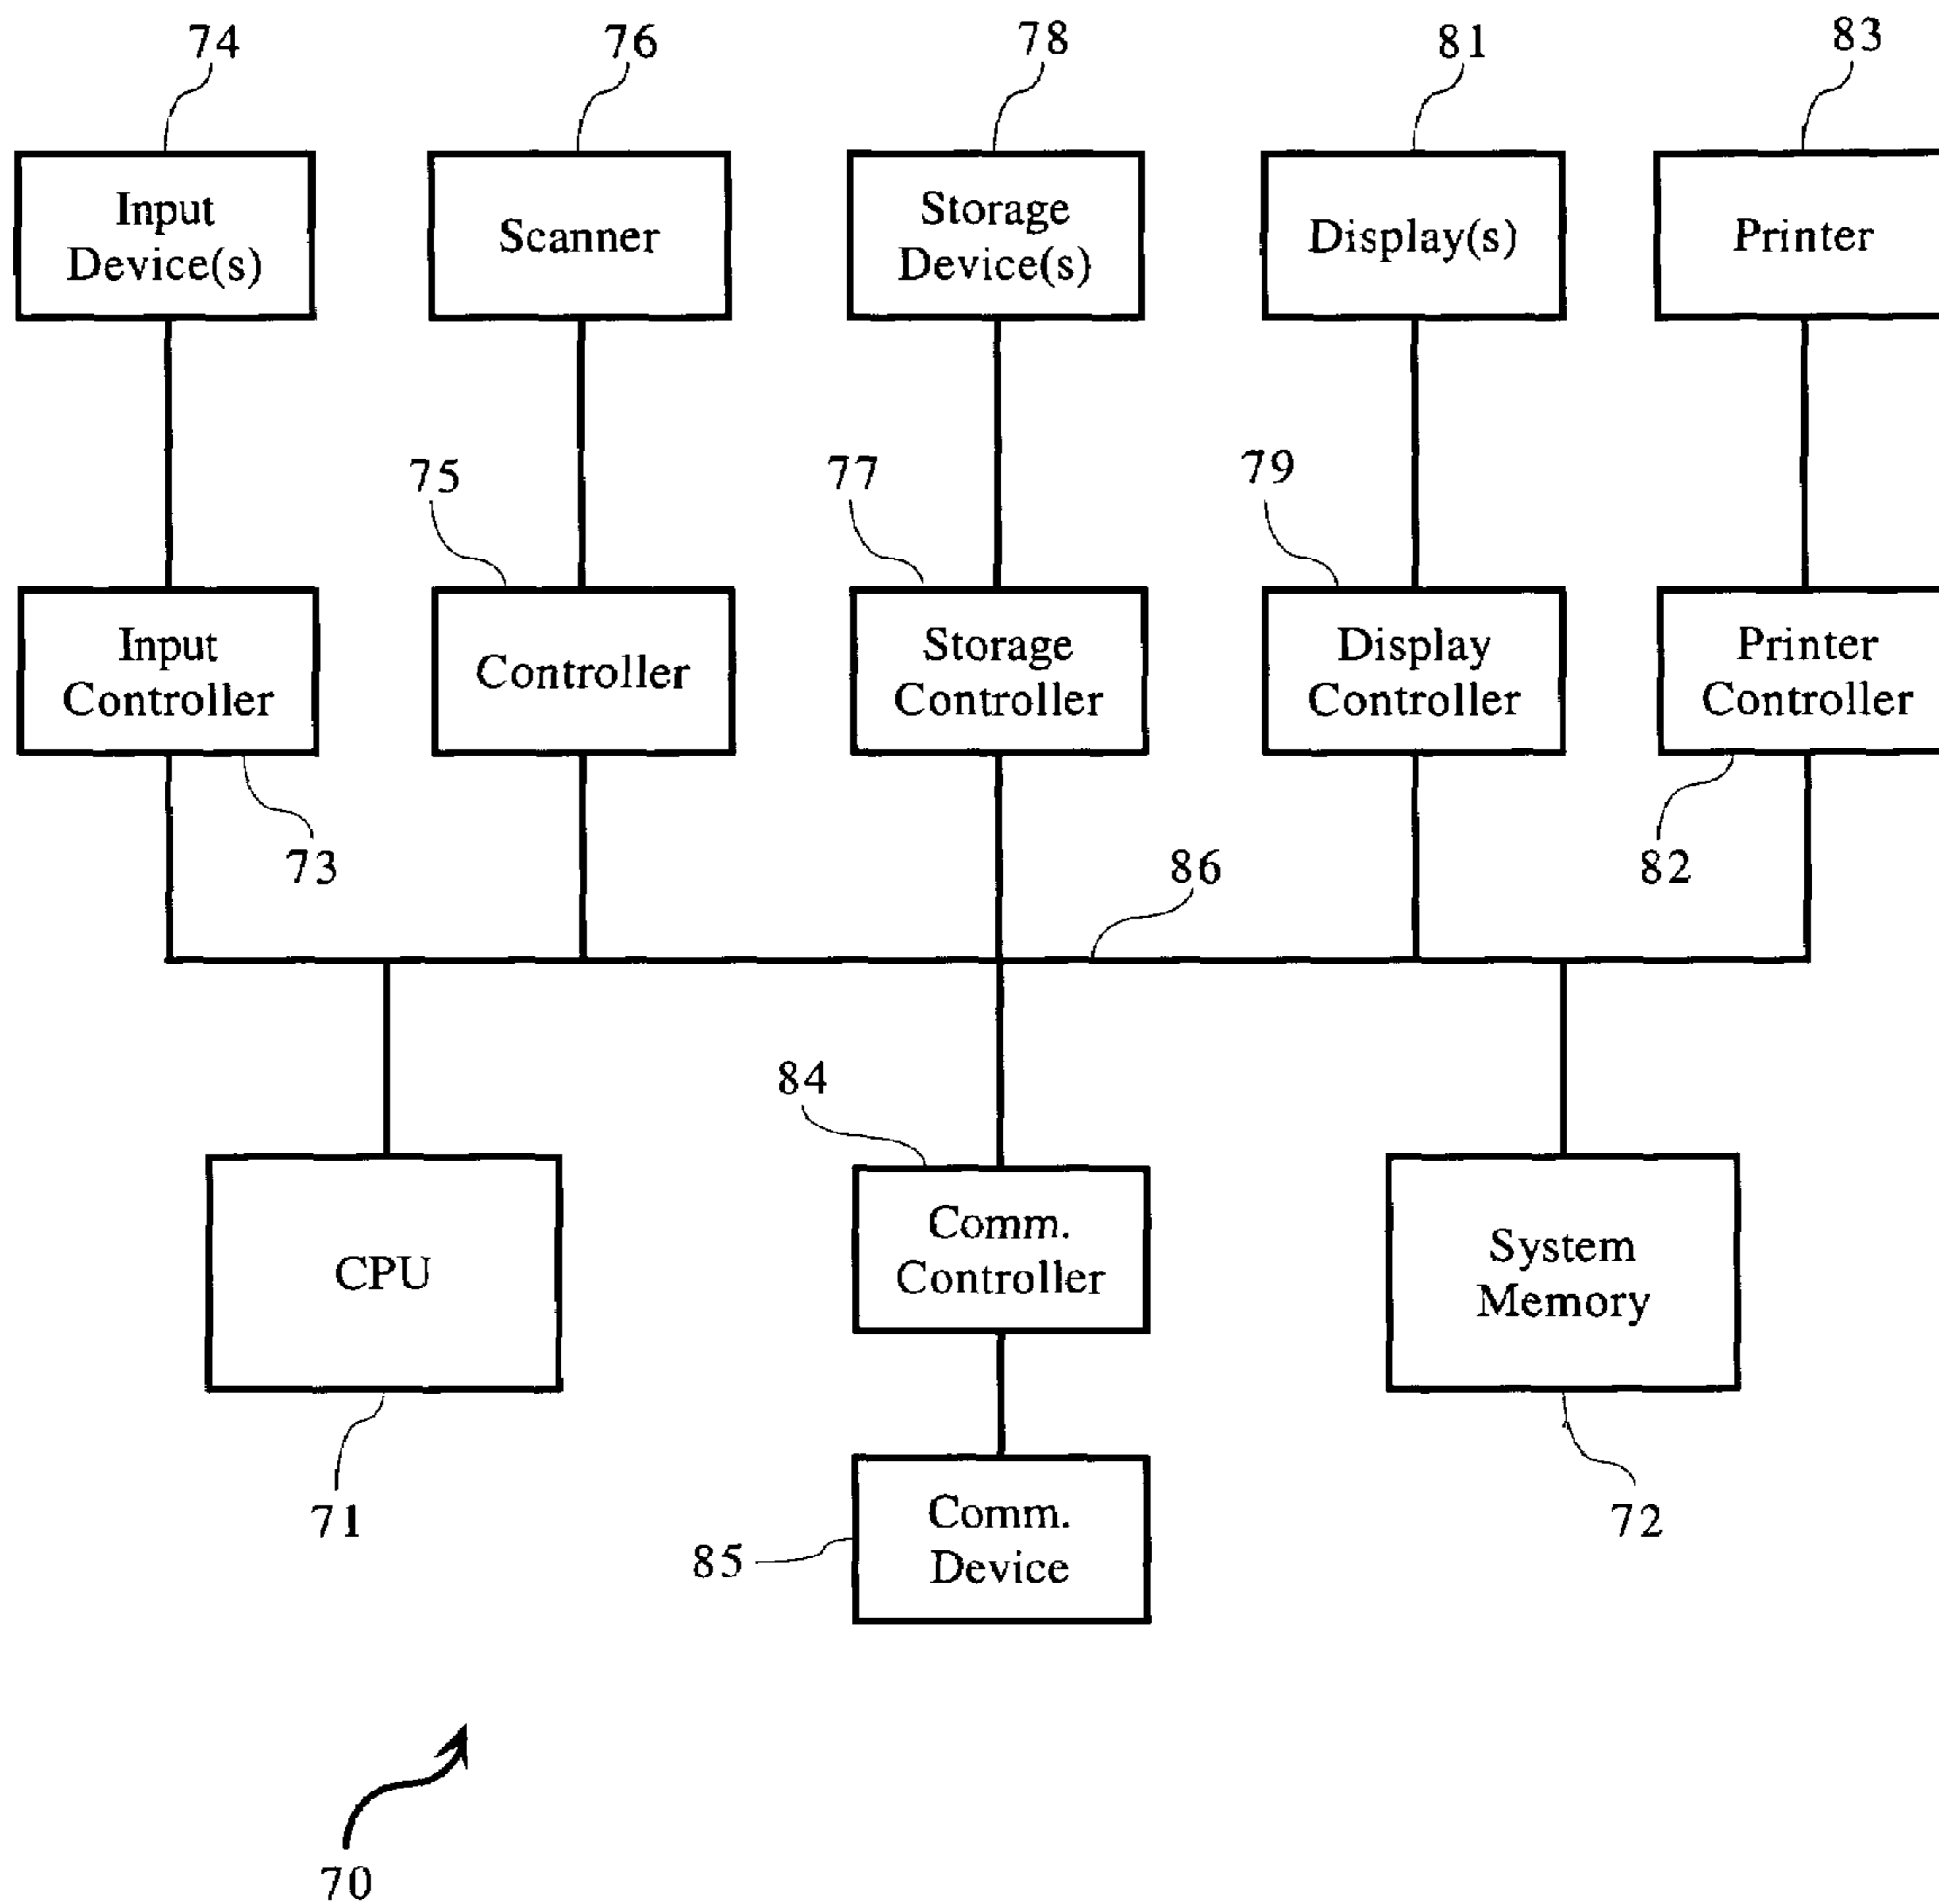 74
76
78
81
83
Input
Device(s)
Scanner
Storage
Device(s)
Display(s)
Printer
75
77
79
Input
Controller
Controller
Storage
Controller
Display
Controller
Printer
Controller
73
86
82
84
CPU
Comm.
Controller
System
Memory
71
72
Comm.
Device
85
70